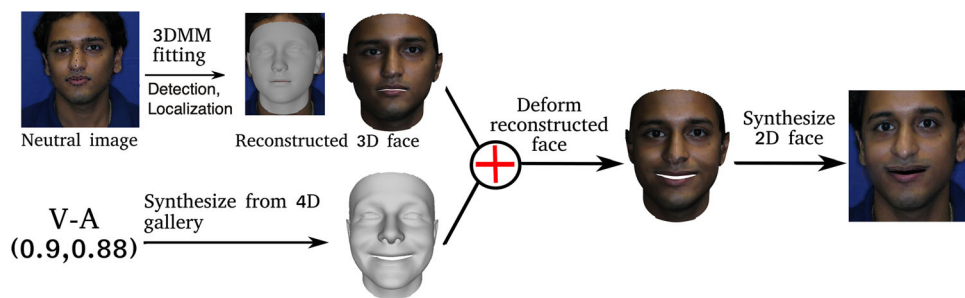 3DMM
fitting
Detection,
Localization
Neutral image
Reconstructed 3D face
Deform
reconstructed
face
Synthesize
2D face
V-A
(0.9,0.88)
Synthesize from 4D
gallery